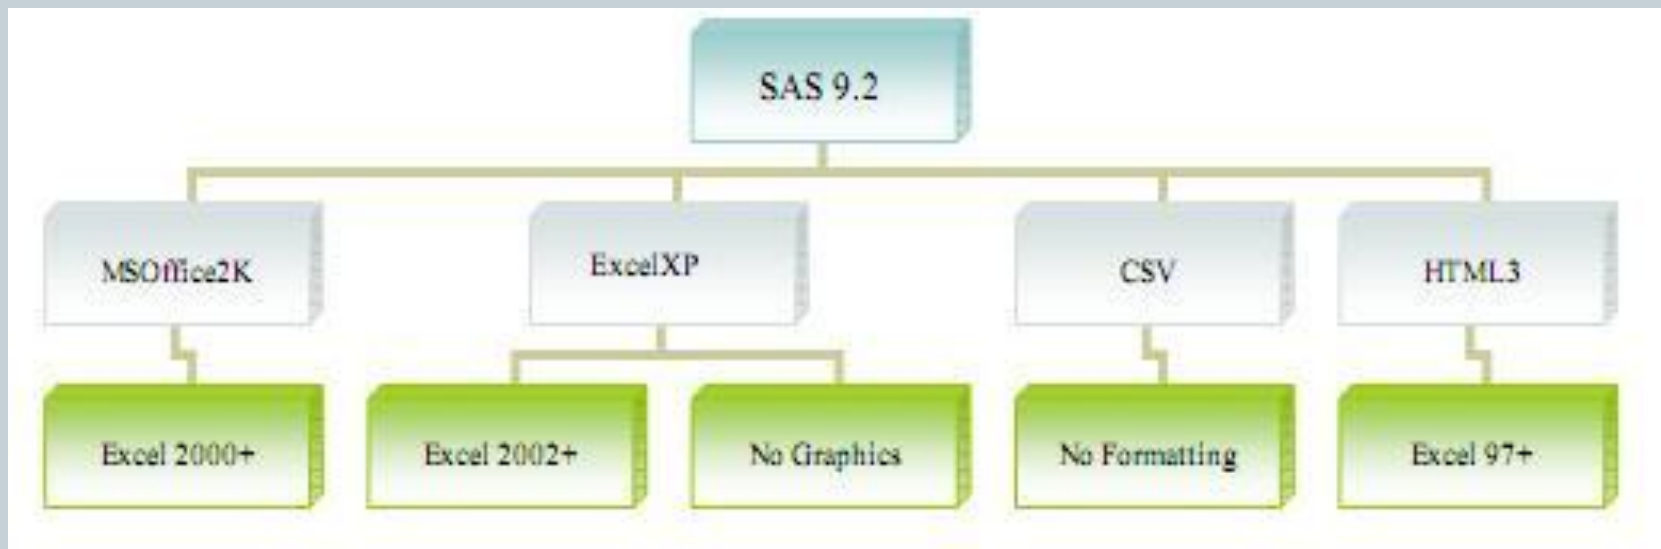 SAS 9.2
MSOffice2K
ExcelXP
CSV
HTML3
Excel 2000+
Excel 2002+
No Graphics
No Formatting
Excel 97+